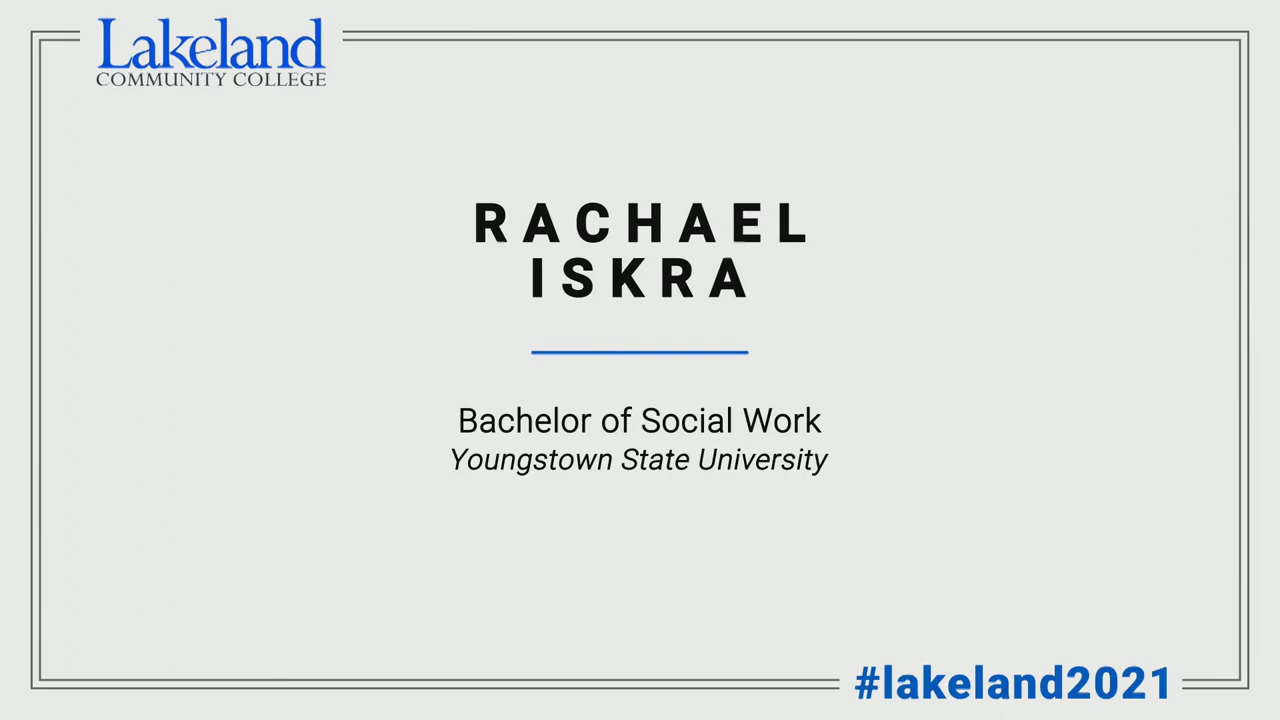 Lakeland
COMMUNITY COLLEGE
RACHAEL
ISKRA
Bachelor of Social Work
Youngstown State University
#lakeland2021